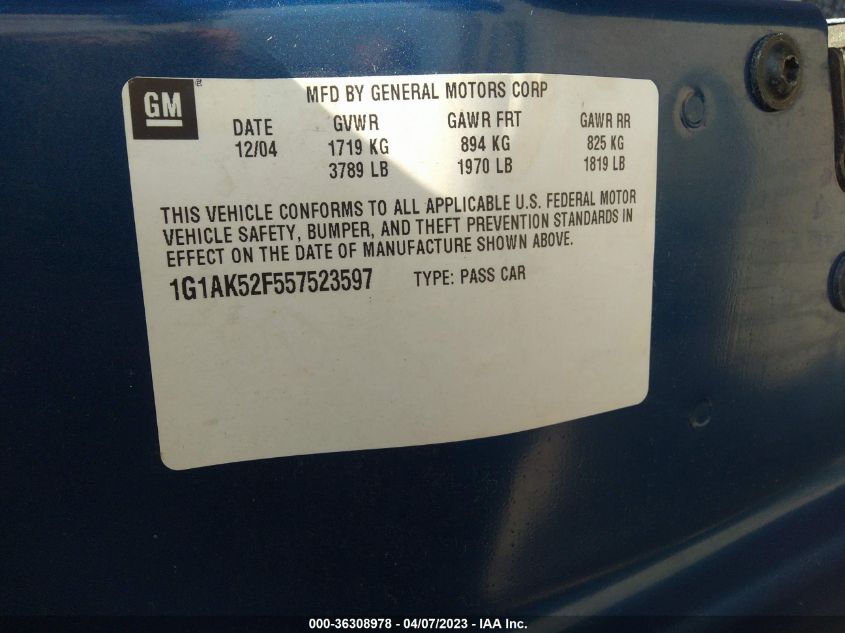 GM
MFD BY GENERAL MOTORS CORP
DATE GVWR GAWR FRT GAWR RR
12/04 1719 KG 894 KG 825 KG
3789 LB 1970 LB 1819 LB
THIS VEHICLE CONFORMS TO ALL APPLICABLE U.S. FEDERAL MOTOR
VEHICLE SAFETY, BUMPER, AND THEFT PREVENTION STANDARDS IN
EFFECT ON THE DATE OF MANUFACTURE SHOWN ABOVE.
1G1AK52F557523597 TYPE: PASS CAR
000-36308978 - 04/07/2023 - IAA Inc.